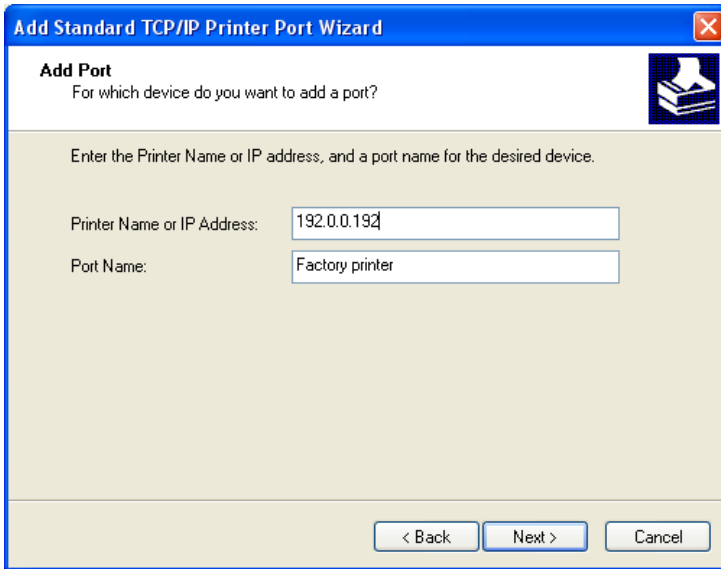 Add Standard TCP/IP Printer Port Wizard
Add Port
For which device do you want to add a port?
Enter the Printer Name or IP address, and a port name for the desired device.
Printer Name or IP Address: 192.0.0.192
Port Name: Factory printer
< Back Next > Cancel